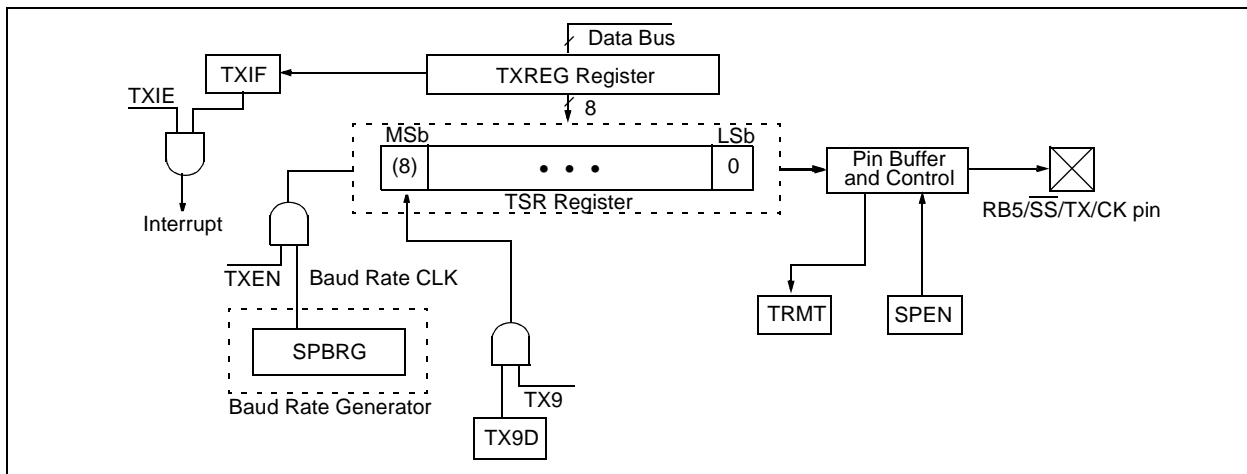 Data Bus
TXIF
TXREG Register
TXIE
8
MSb
LSb
(8)
• • •
0
Pin Buffer
and Control
TSR Register
RB5/SS/TX/CK pin
Interrupt
TXEN
Baud Rate CLK
TRMT
SPEN
SPBRG
TX9
Baud Rate Generator
TX9D